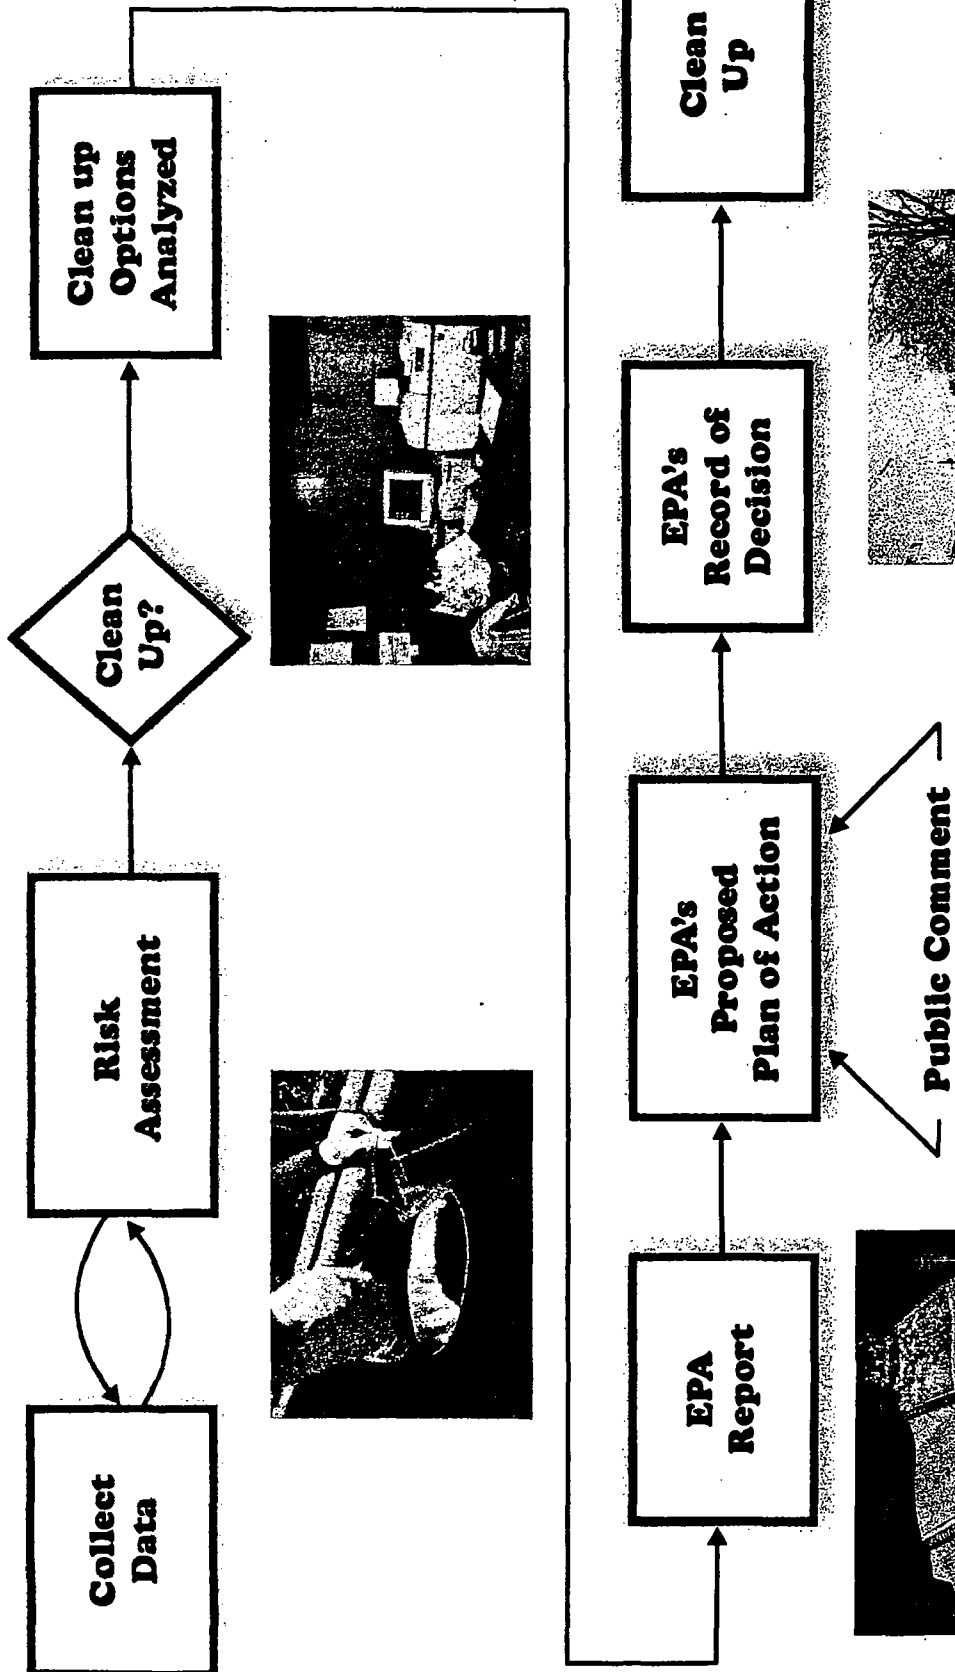 Collect
Data
Risk
Assessment
Clean
Up?
Clean up
Options
Analyzed
EPA
Report
EPA's
Proposed
Plan of Action
Public Comment
EPA's
Record of
Decision
Clean
Up